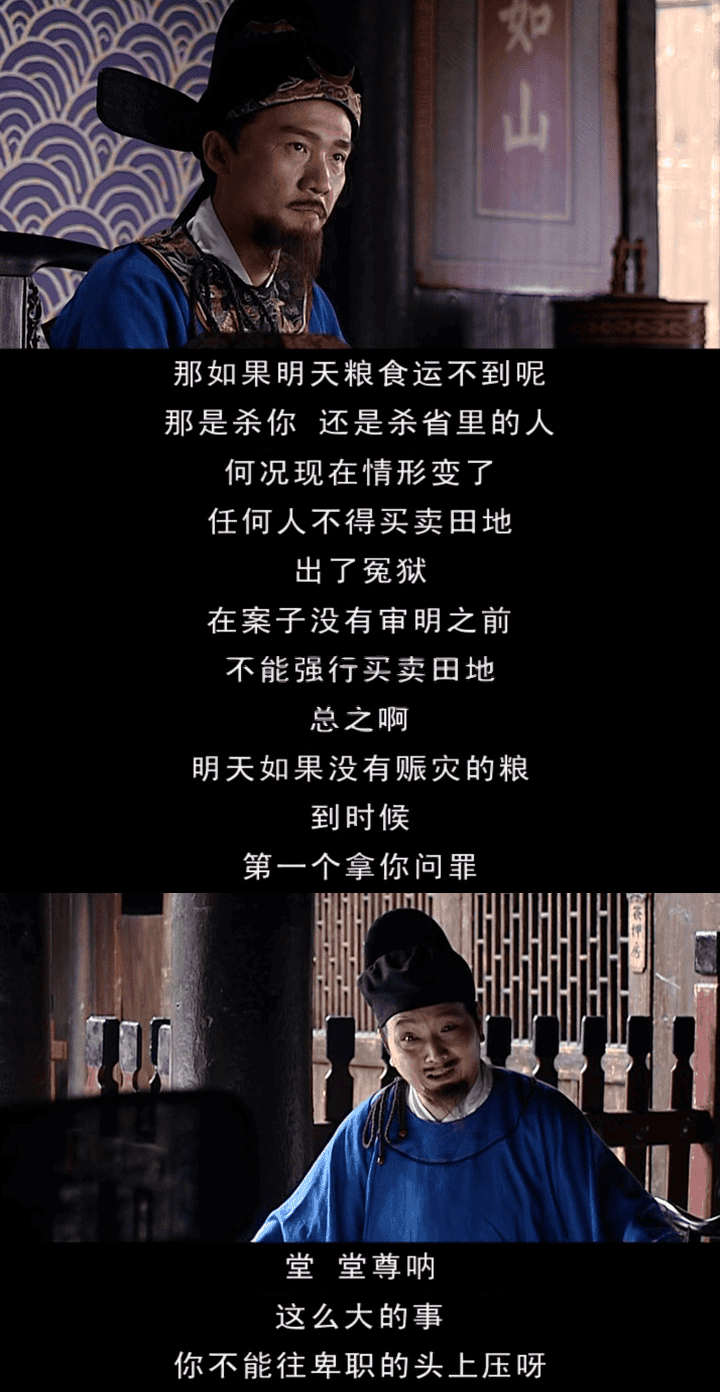 如山
那如果明天粮食运不到呢
那是杀你 还是杀省里的人
何况现在情形变了
任何人不得买卖田地
出了冤狱
在案子没有审明之前
不能强行买卖田地
总之啊
明天如果没有赈灾的粮
到时候
第一个拿你问罪
签押房
堂 堂尊呐
这么大的事
你不能往卑职的头上压呀